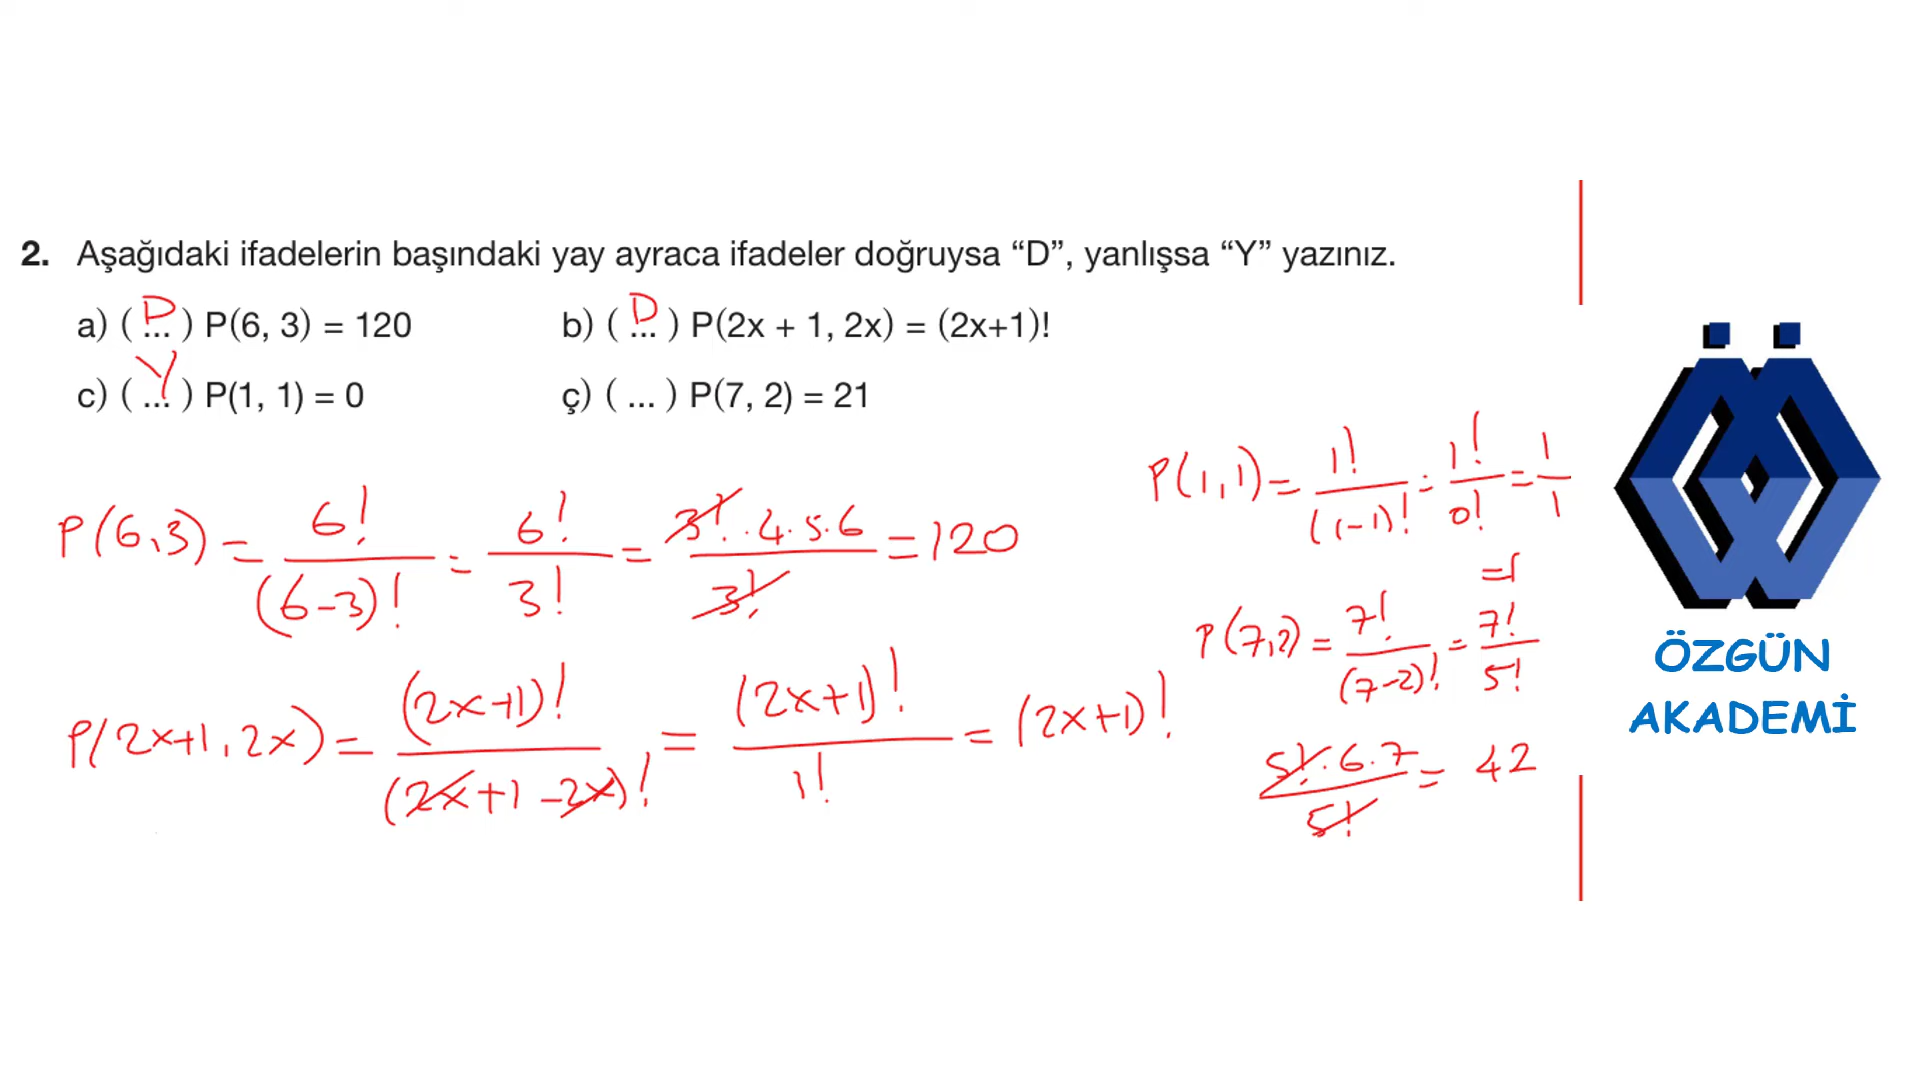 2. Aşağıdaki ifadelerin başındaki yay ayraca ifadeler doğruysa “D”, yanlışsa “Y” yazınız.
a) ( D ... ) P(6, 3) = 120 b) ( D ... ) P(2x + 1, 2x) = (2x+1)!
c) ( Y ... ) P(1, 1) = 0 ç) ( ... ) P(7, 2) = 21
P(6,3) = 6!/(6-3)! = 6!/3! = 3!.4.5.6/3! = 120
P(2x+1,2x) = (2x+1)!/(2x+1-2x)! = (2x+1)!/1! = (2x+1)!
P(1,1) = 1!/(1-1)! = 1!/0! = 1/1
=1
P(7,2) = 7!/(7-2)! = 7!/5!
5!.6.7/5! = 42
ÖZGÜN
AKADEMİ